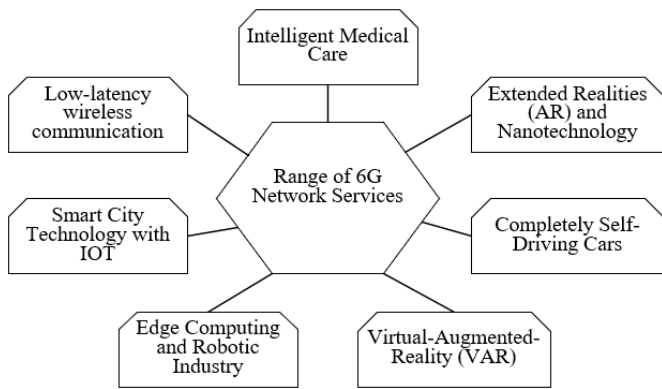 Intelligent Medical
Care
Low-latency
wireless
communication
Extended Realities
(AR) and
Nanotechnology
Range of 6G
Network Services
Smart City
Technology with
IOT
Completely Self-
Driving Cars
Edge Computing
and Robotic
Industry
Virtual-Augmented-
Reality (VAR)